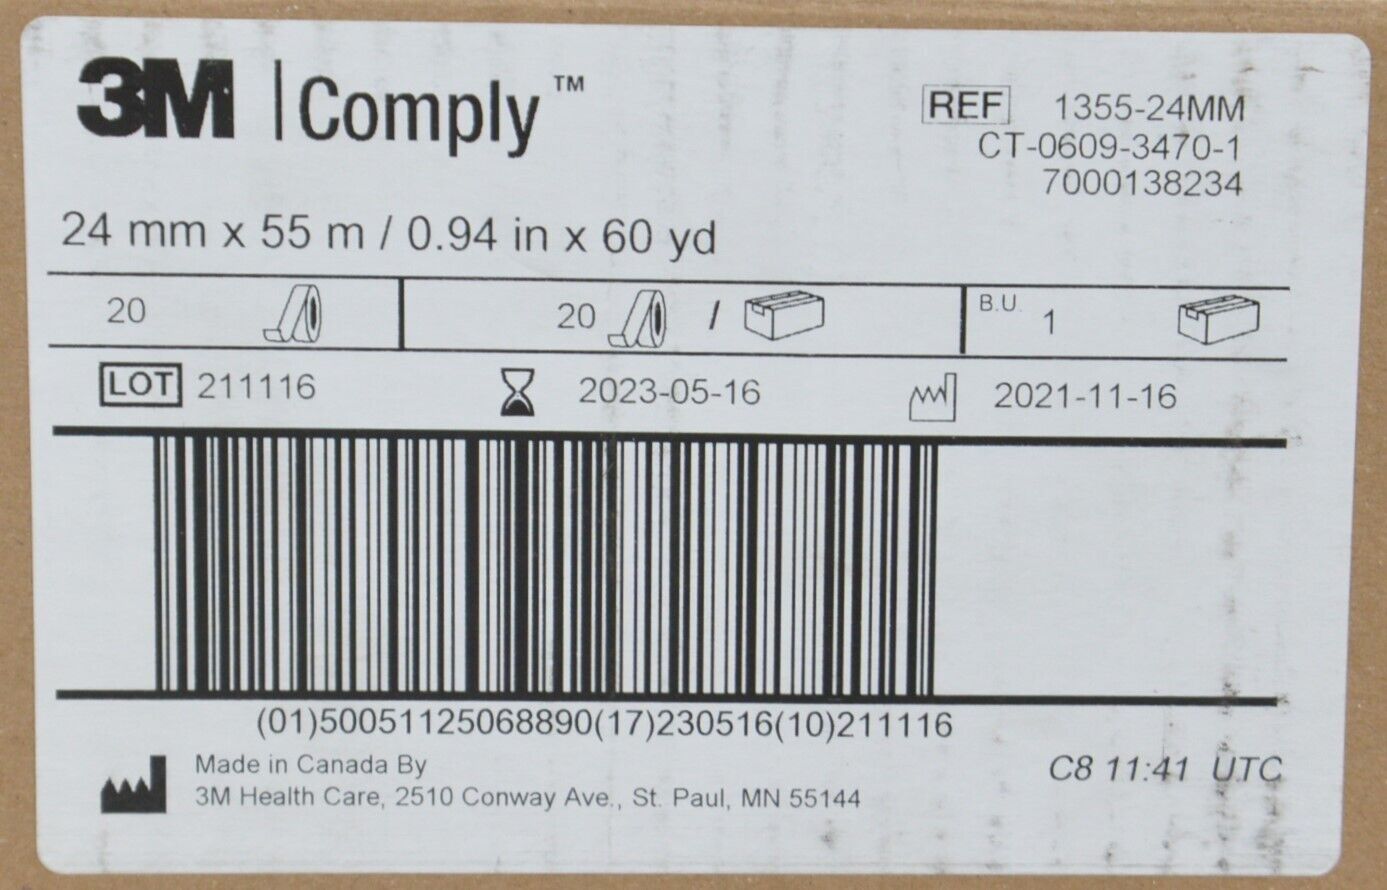 3M | Comply™
REF 1355-24MM
CT-0609-3470-1
7000138234
24 mm x 55 m / 0.94 in x 60 yd
20 20 / B.U. 1
LOT 211116 2023-05-16 2021-11-16
(01)50051125068890(17)230516(10)211116
Made in Canada By
3M Health Care, 2510 Conway Ave., St. Paul, MN 55144
C8 11:41 UTC